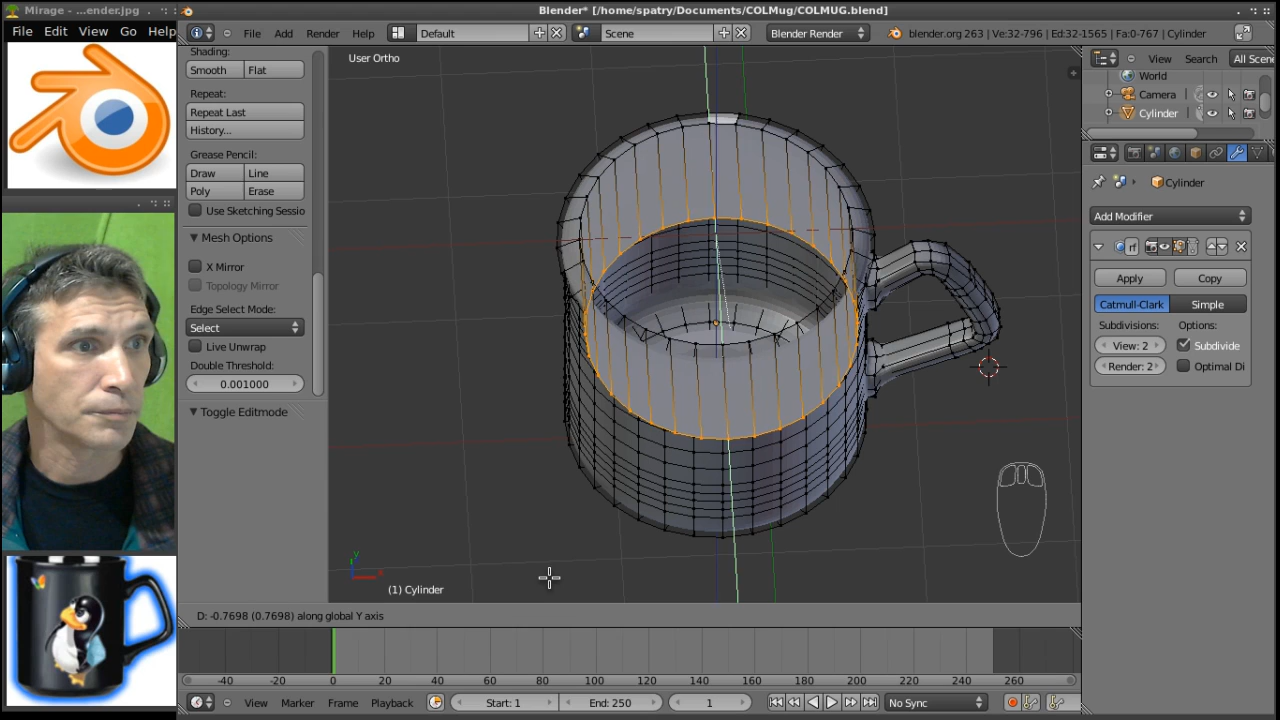 Mirage - ...ender.jpg
Blender* [/home/spatry/Documents/COLMug/COLMUG.blend]
File Edit View Go Help
File Add Render Help Default Scene Blender Render blender.org 263 | Ve:32-796 | Ed:32-1565 | Fa:0-767 | Cylinder
Shading:
Smooth Flat
Repeat:
Repeat Last
History...
Grease Pencil:
Draw Line
Poly Erase
Use Sketching Sessio
Mesh Options
X Mirror
Topology Mirror
Edge Select Mode:
Select
Live Unwrap
Double Threshold:
0.001000
Toggle Editmode
User Ortho
y
(1) Cylinder
D: -0.7698 (0.7698) along global Y axis
View Search All Scene
World
Camera
Cylinder
Cylinder
Add Modifier
Apply Copy
Catmull-Clark Simple
Subdivisions: Options:
View: 2 Subdivide
Render: 2 Optimal Di
-40 -20 0 20 40 60 80 100 120 140 160 180 200 220 240 260
View Marker Frame Playback Start: 1 End: 250 1 No Sync